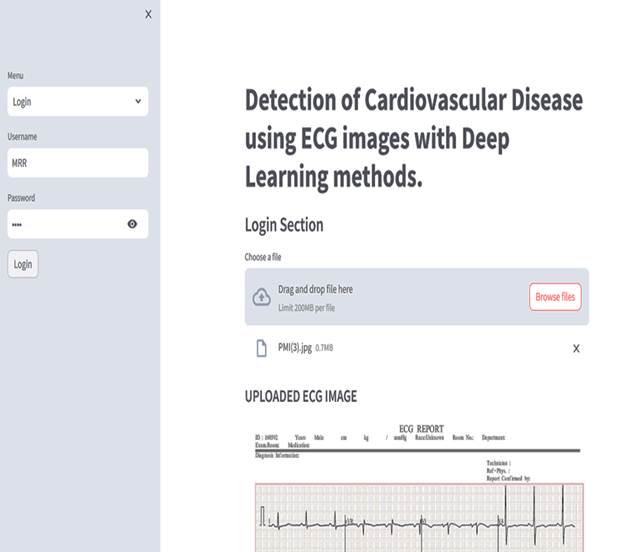 X
Menu
Login
Username
MRR
Password
••••
Login
Detection of Cardiovascular Disease
using ECG images with Deep
Learning methods.
Login Section
Choose a file
Drag and drop file here
Limit 200MB per file
Browse files
PMI(3).jpg 0.7MB
X
UPLOADED ECG IMAGE
ECG REPORT
Years Male cm kg / mmHg Race:Unknown Room No.: Department:
Exam.Room: Medication:
Diagnosis Information:
Technician :
Ref-Phys. :
Report Confirmed by: